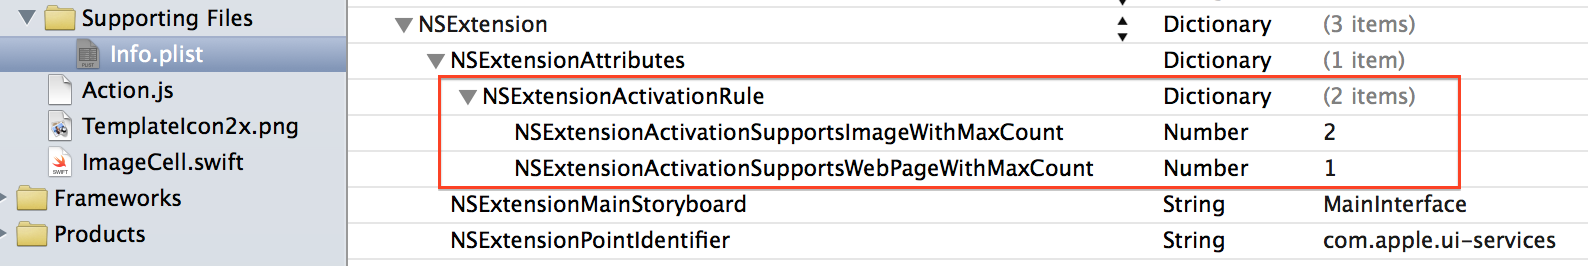 Supporting Files
Info.plist
Action.js
TemplateIcon2x.png
ImageCell.swift
Frameworks
Products
NSExtension Dictionary (3 items)
NSExtensionAttributes Dictionary (1 item)
NSExtensionActivationRule Dictionary (2 items)
NSExtensionActivationSupportsImageWithMaxCount Number 2
NSExtensionActivationSupportsWebPageWithMaxCount Number 1
NSExtensionMainStoryboard String MainInterface
NSExtensionPointIdentifier String com.apple.ui-services